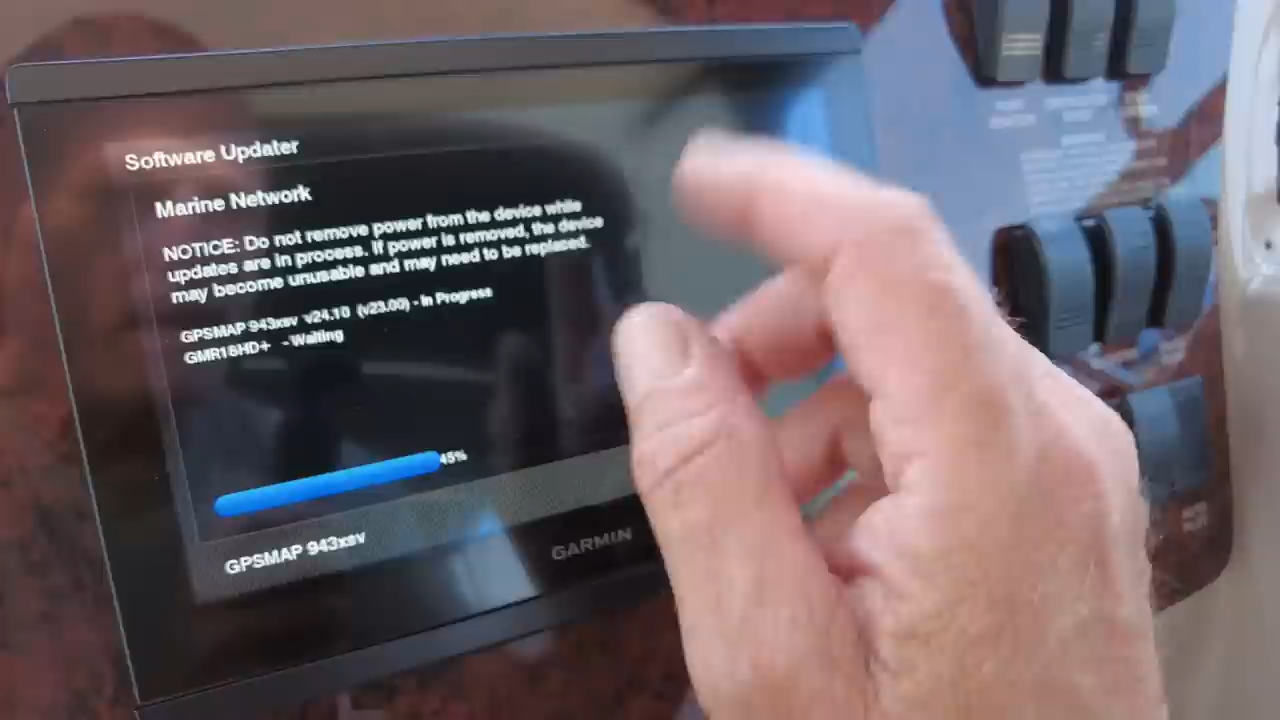 Software Updater
Marine Network
NOTICE: Do not remove power from the device while
updates are in process. If power is removed, the device
may become unusable and may need to be replaced.
GPSMAP 943xsv v24.10 (v23.00) - In Progress
GMR18HD+ - Waiting
45%
GPSMAP 943xsv
GARMIN